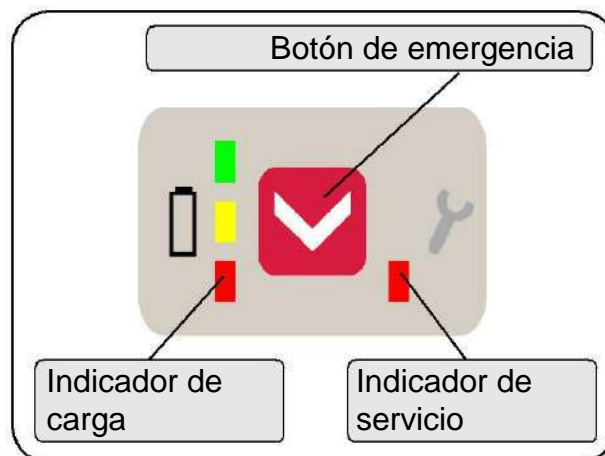 Botón de emergencia
Indicador de
carga
Indicador de
servicio